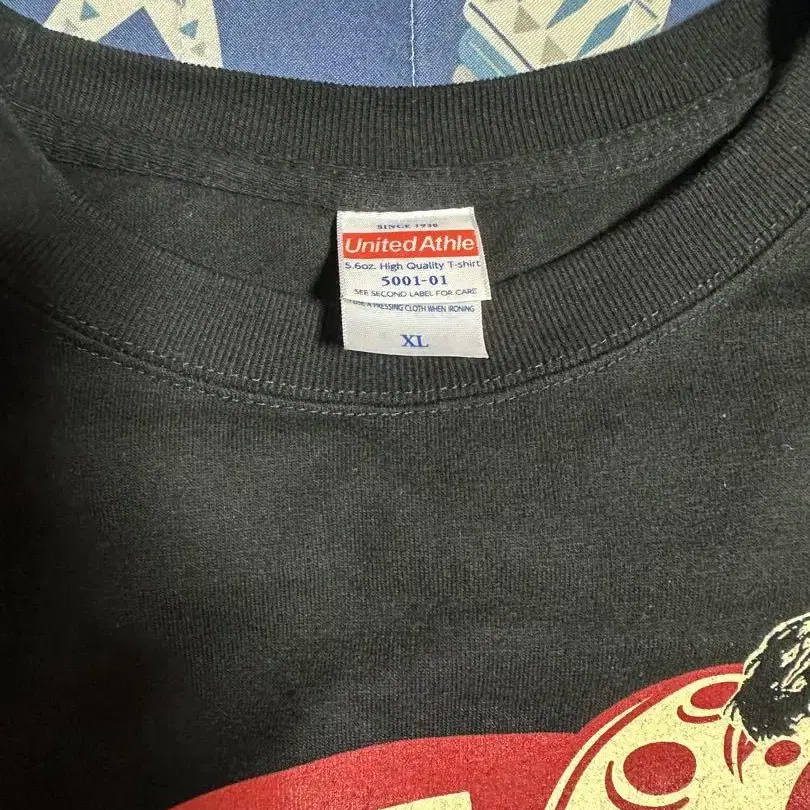 SINCE 1930
United Athle
5.6oz. High Quality T-shirt
5001-01
SEE SECOND LABEL FOR CARE
USE A PRESSING CLOTH WHEN IRONING
XL